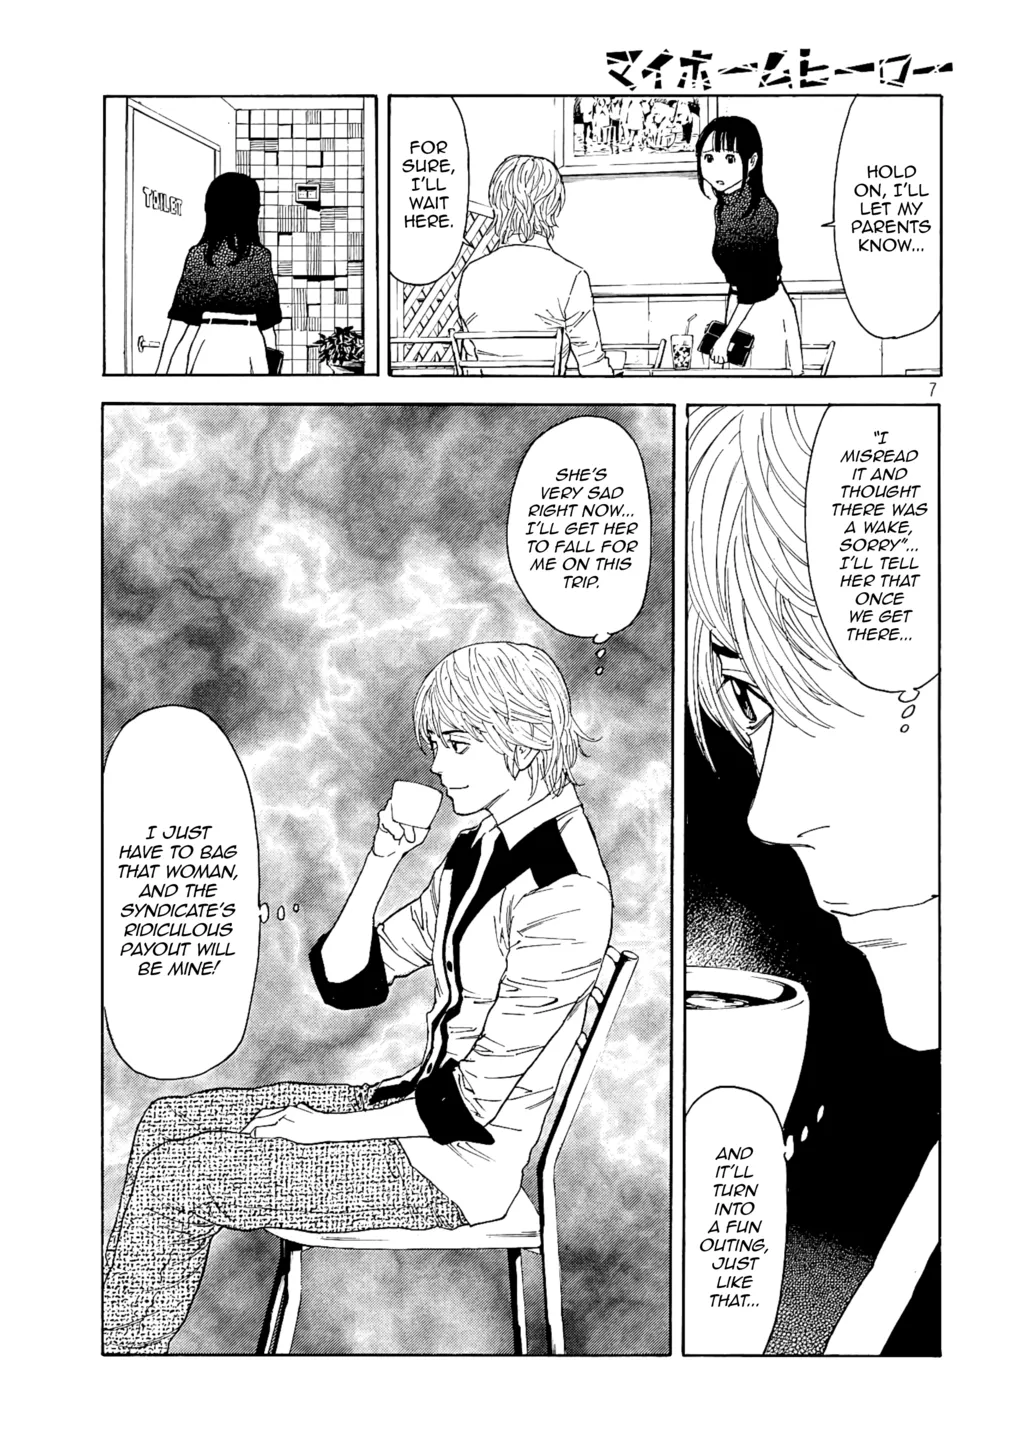 マイホームヒーロー
HOLD
ON, I'LL
LET MY
PARENTS
KNOW...
FOR
SURE,
I'LL
WAIT
HERE.
TOILET
7
"I
MISREAD
IT AND
THOUGHT
THERE WAS
A WAKE,
SORRY"...
I'LL TELL
HER THAT
ONCE
WE GET
THERE...
AND
IT'LL
TURN
INTO
A FUN
OUTING,
JUST
LIKE
THAT...
SHE'S
VERY SAD
RIGHT NOW...
I'LL GET HER
TO FALL FOR
ME ON THIS
TRIP.
I JUST
HAVE TO BAG
THAT WOMAN,
AND THE
SYNDICATE'S
RIDICULOUS
PAYOUT WILL
BE MINE!